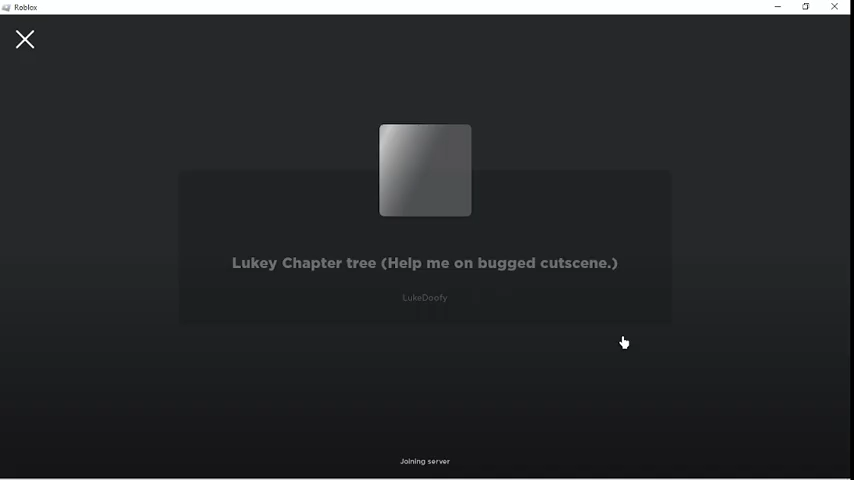 Roblox
Lukey Chapter tree (Help me on bugged cutscene.)
LukeDoofy
Joining server